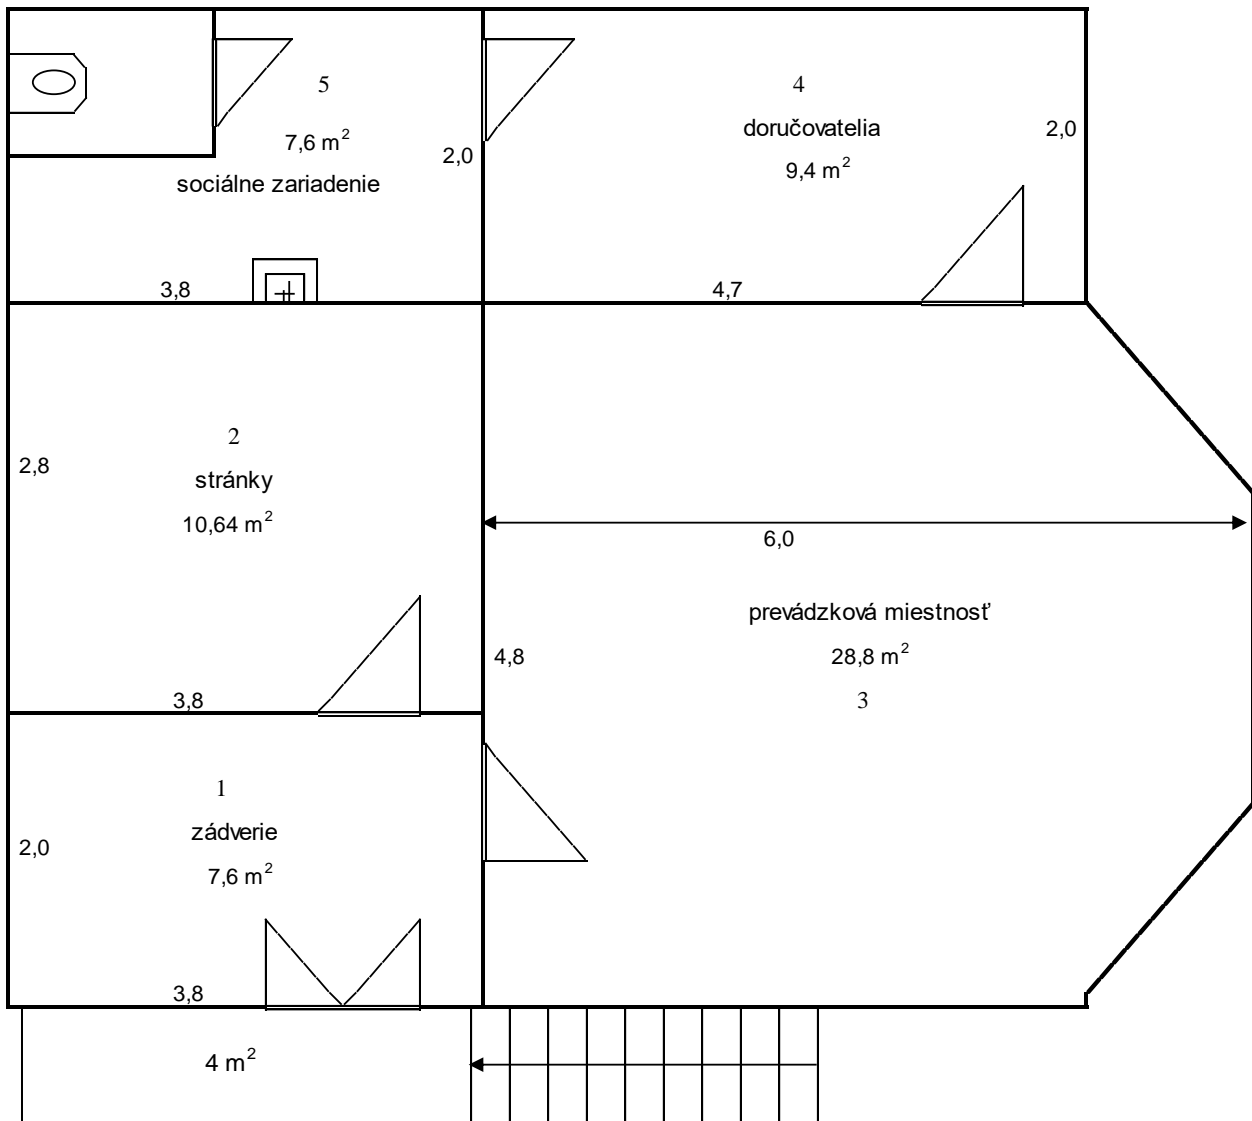 5
7,6 m²
2,0
sociálne zariadenie
3,8
4
doručovatelia
2,0
9,4 m²
4,7
2
2,8
stránky
10,64 m²
3,8
6,0
prevádzková miestnosť
4,8
28,8 m²
3
1
zádverie
2,0
7,6 m²
3,8
4 m²